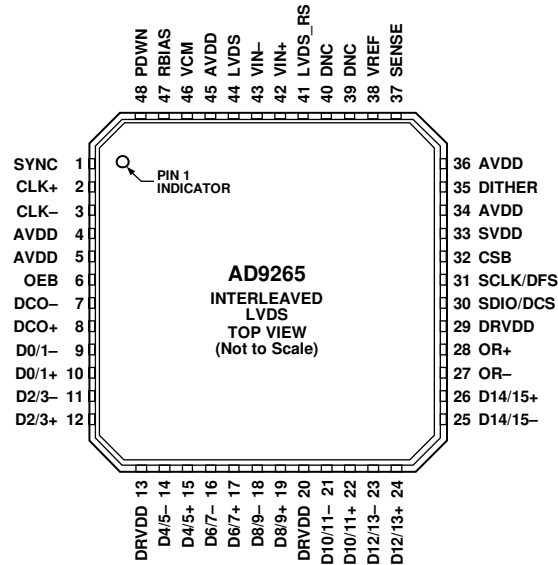 48 PDWN
47 RBIAS
46 VCM
45 AVDD
44 LVDS
43 VIN–
42 VIN+
41 LVDS_RS
40 DNC
39 DNC
38 VREF
37 SENSE
SYNC 1
CLK+ 2
CLK– 3
AVDD 4
AVDD 5
OEB 6
DCO– 7
DCO+ 8
D0/1– 9
D0/1+ 10
D2/3– 11
D2/3+ 12
PIN 1
INDICATOR
AD9265
INTERLEAVED
LVDS
TOP VIEW
(Not to Scale)
36 AVDD
35 DITHER
34 AVDD
33 SVDD
32 CSB
31 SCLK/DFS
30 SDIO/DCS
29 DRVDD
28 OR+
27 OR–
26 D14/15+
25 D14/15–
DRVDD 13
D4/5– 14
D4/5+ 15
D6/7– 16
D6/7+ 17
D8/9– 18
D8/9+ 19
DRVDD 20
D10/11– 21
D10/11+ 22
D12/13– 23
D12/13+ 24